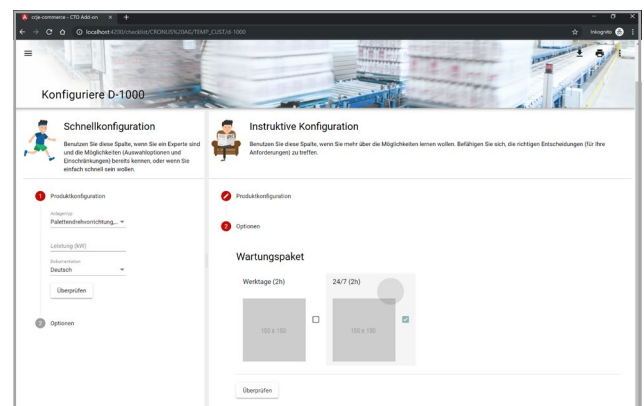 ccje-commerce - CTO Add-on
localhost:4200/checklist/CRONUS%20AG/TEMP_CUST/d-1000
Inkognito
Konfiguriere D-1000
Schnellkonfiguration
Benutzen Sie diese Spalte, wenn Sie ein Experte sind
und die Möglichkeiten (Auswahloptionen und
Einschränkungen) bereits kennen, oder wenn Sie
einfach schnell sein wollen.
1 Produktkonfiguration
Anlagentyp
Palettendrehvorrichtung,...
Leistung (kW)
Dokumentation
Deutsch
Überprüfen
2 Optionen
Instruktive Konfiguration
Benutzen Sie diese Spalte, wenn Sie mehr über die Möglichkeiten lernen wollen. Befähigen Sie sich, die richtigen Entscheidungen (für Ihre
Anforderungen) zu treffen.
Produktkonfiguration
2 Optionen
Wartungspaket
Werktage (2h)
24/7 (2h)
150 x 150
150 x 150
Überprüfen